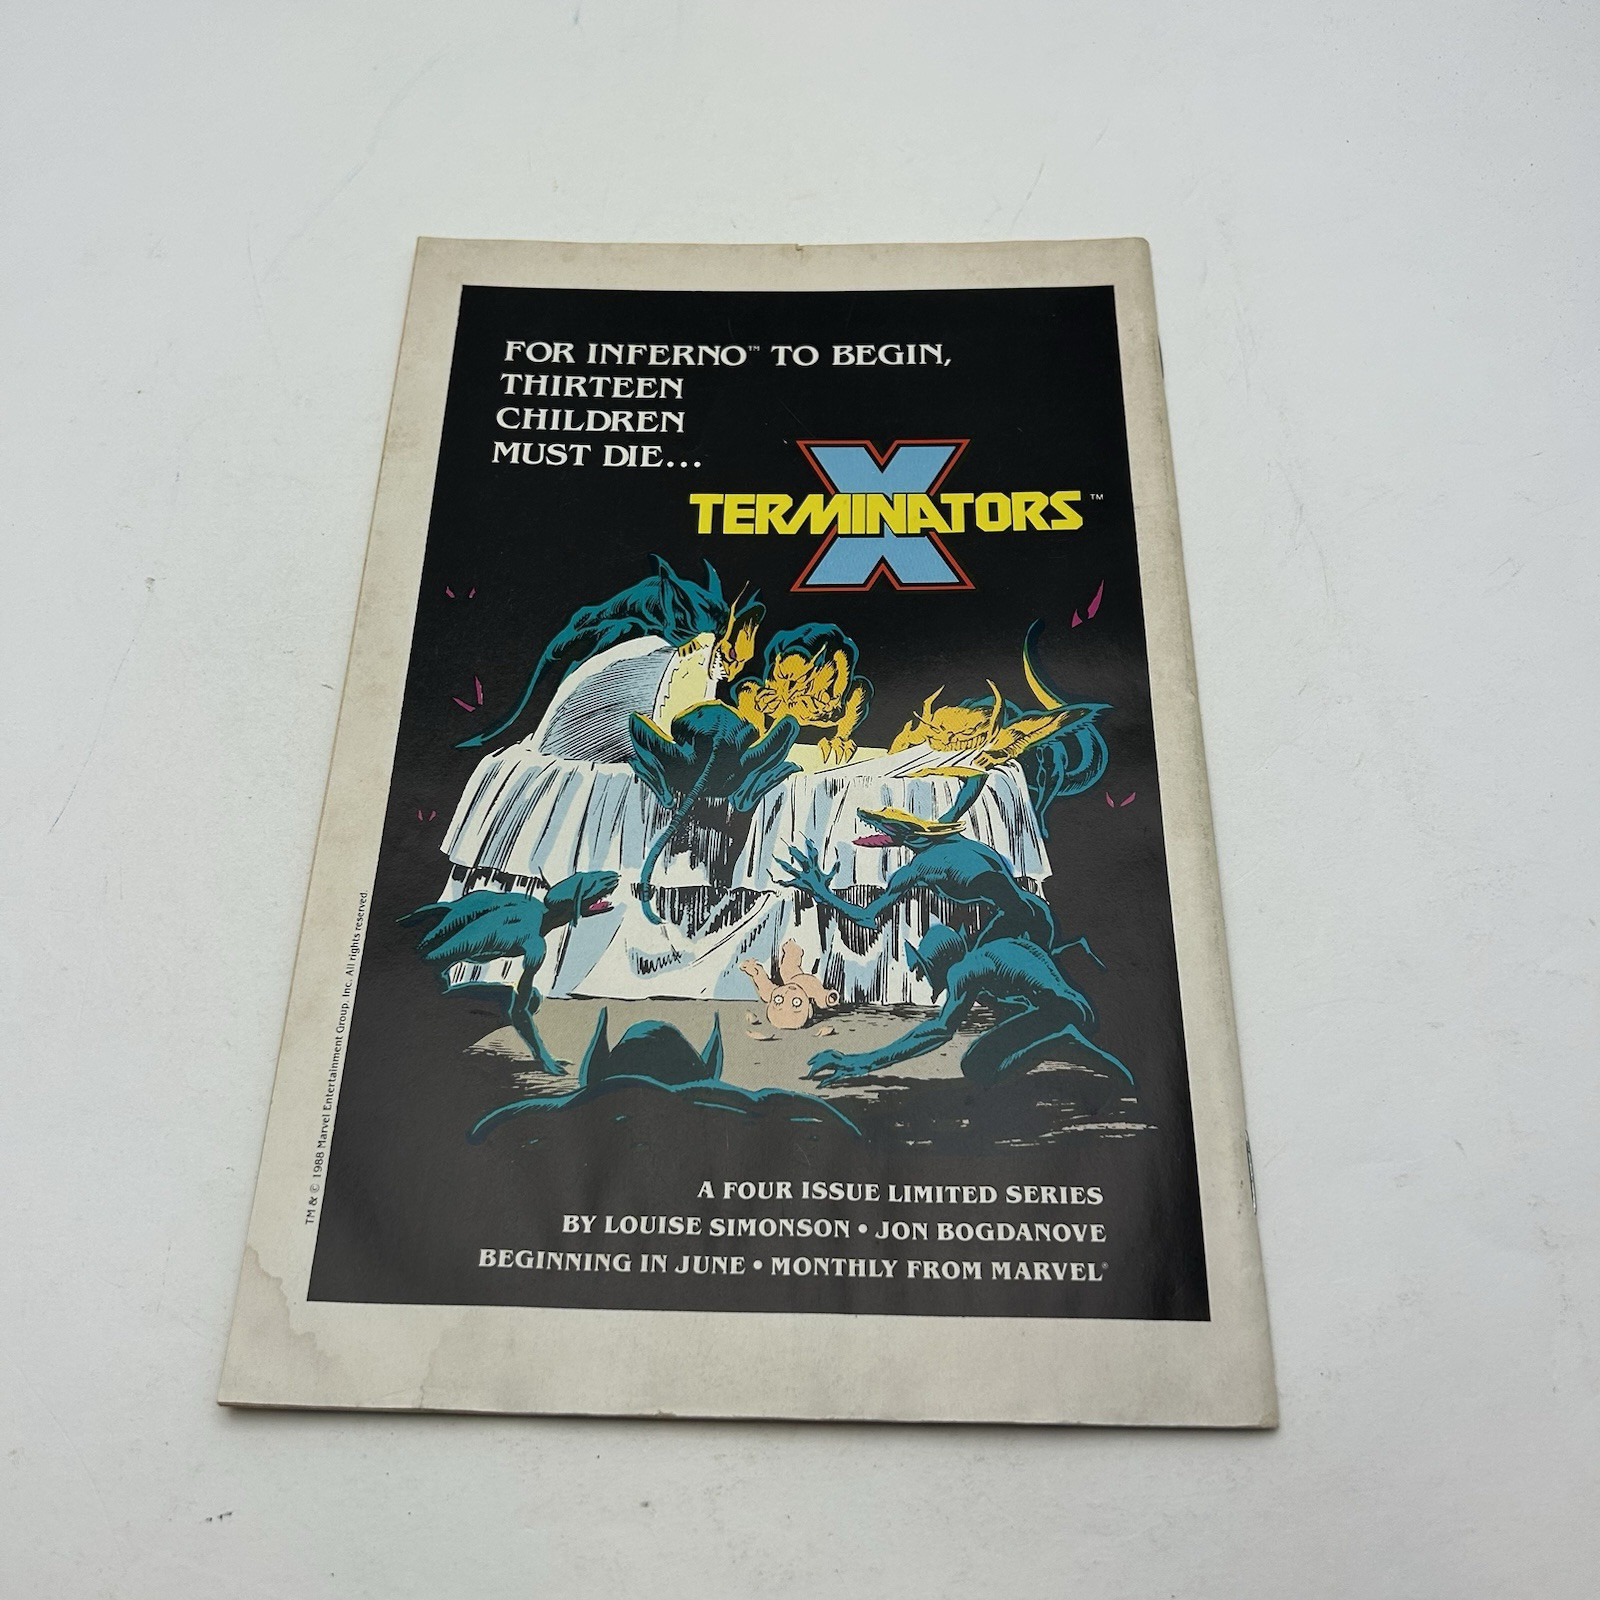 FOR INFERNO™ TO BEGIN,
THIRTEEN
CHILDREN
MUST DIE...
X
TERMINATORS™
TM & © 1988 Marvel Entertainment Group, Inc. All rights reserved.
A FOUR ISSUE LIMITED SERIES
BY LOUISE SIMONSON • JON BOGDANOVE
BEGINNING IN JUNE • MONTHLY FROM MARVEL®